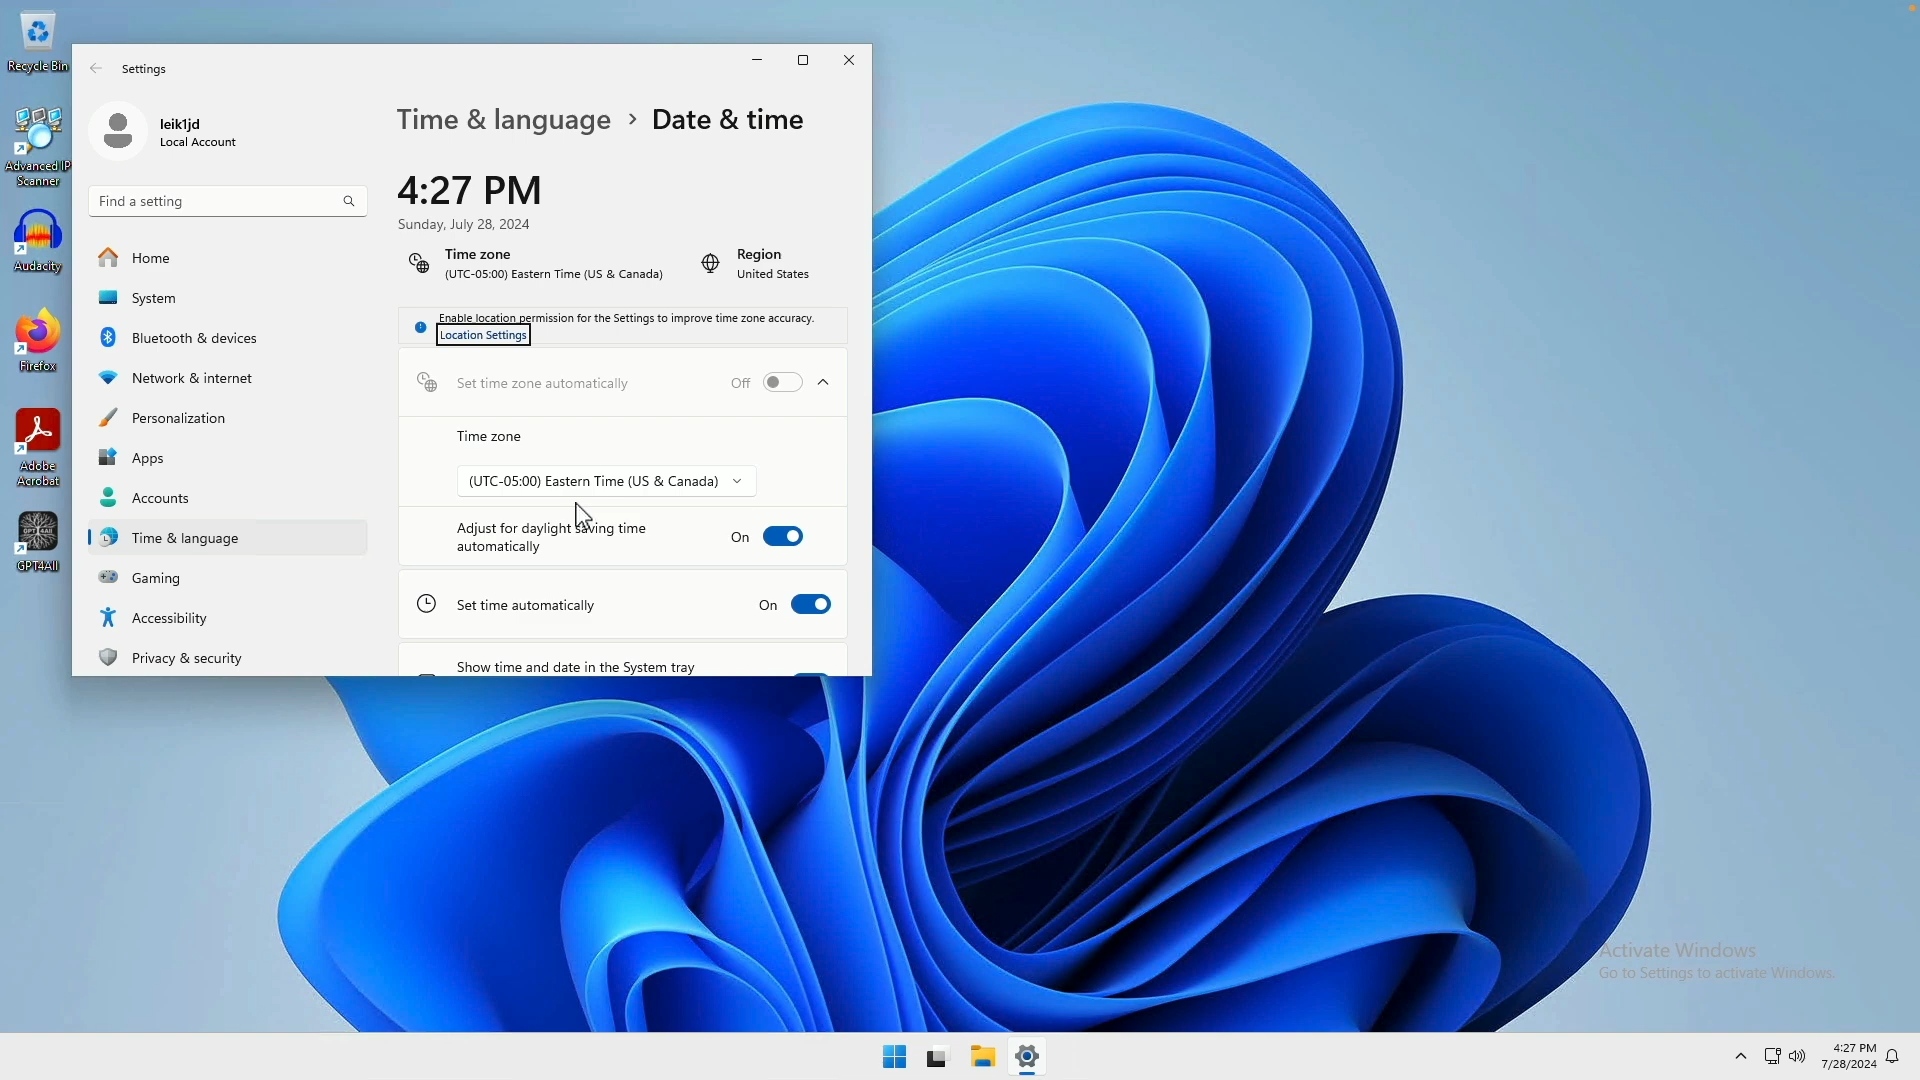 Recycle Bin
Advanced IP
Scanner
Audacity
Firefox
Adobe
Acrobat
GPT4All
Settings
leik1jd
Local Account
Find a setting
Home
System
Bluetooth & devices
Network & internet
Personalization
Apps
Accounts
Time & language
Gaming
Accessibility
Privacy & security
Time & language > Date & time
4:27 PM
Sunday, July 28, 2024
Time zone
(UTC-05:00) Eastern Time (US & Canada)
Region
United States
Enable location permission for the Settings to improve time zone accuracy.
Location Settings
Set time zone automatically Off
Time zone
(UTC-05:00) Eastern Time (US & Canada)
Adjust for daylight saving time
automatically
On
Set time automatically On
Show time and date in the System tray
Activate Windows
Go to Settings to activate Windows.
4:27 PM
7/28/2024